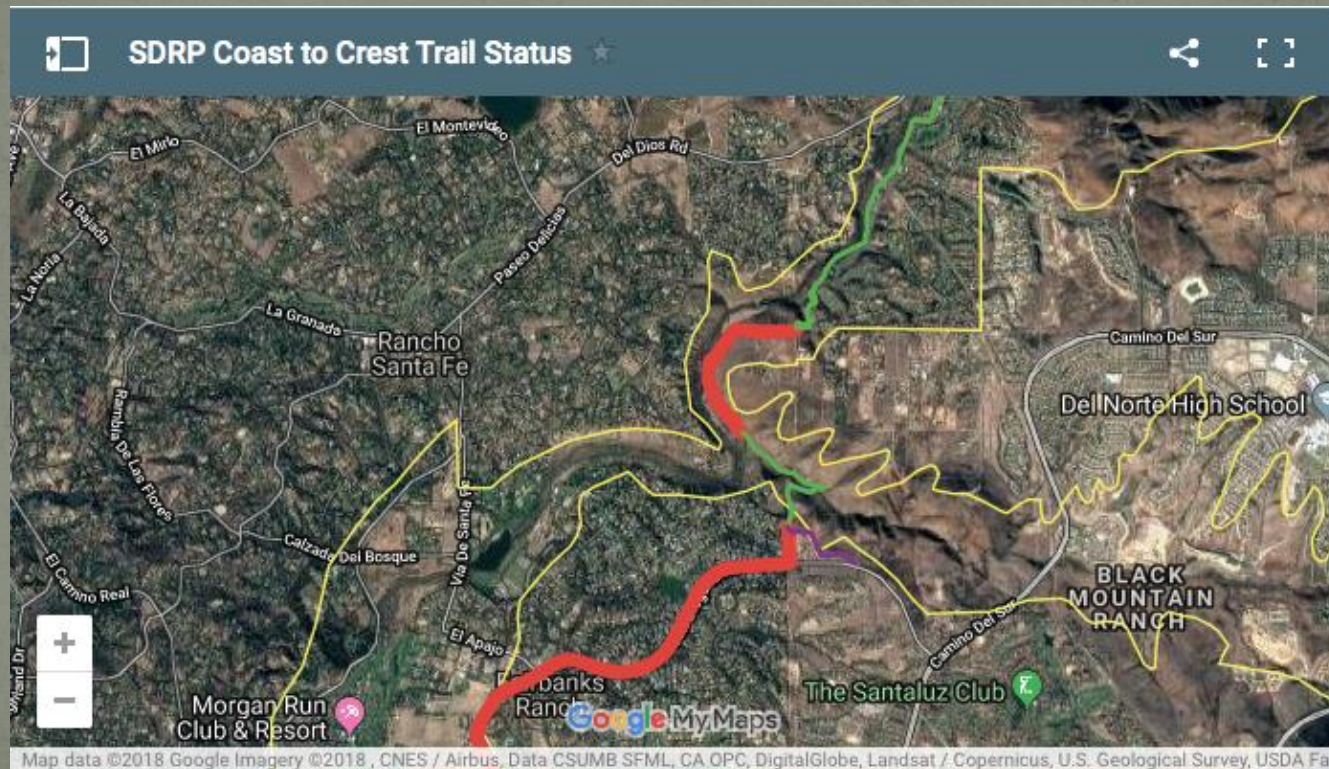 SDRP Coast to Crest Trail Status
El Montevideo
El Mirlo
Del Dios Rd
La Bajada
Paseo Delicias
La Noria
La Granada
Rancho
Santa Fe
Camino Del Sur
Del Norte High School
Rambla De Las Flores
Via De Santa Fe
Calzada Del Bosque
El Camino Real
BLACK
MOUNTAIN
RANCH
El Apajo
Camino Del Sur
Fairbanks
Ranch
The Santaluz Club
Morgan Run
Club & Resort
Google My Maps
Map data ©2018 Google Imagery ©2018 , CNES / Airbus, Data CSUMB SFML, CA OPC, DigitalGlobe, Landsat / Copernicus, U.S. Geological Survey, USDA Fa